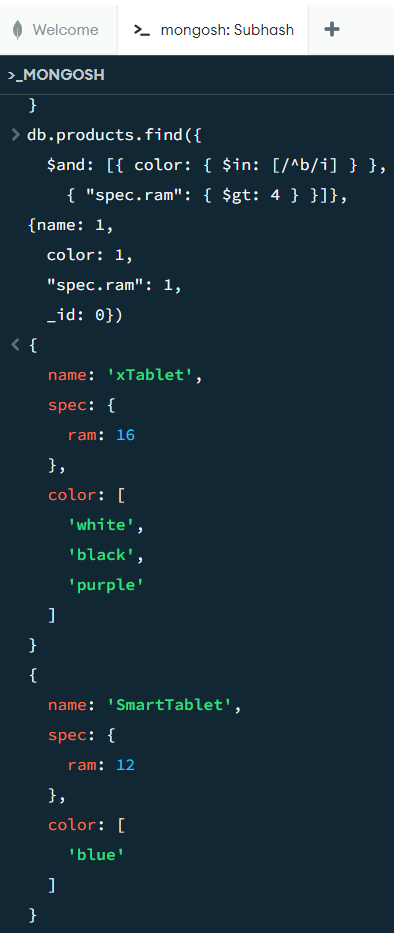 Welcome
>_ mongosh: Subhash
+
>_MONGOSH
}
> db.products.find({
$and: [{ color: { $in: [/^b/i] } },
{ "spec.ram": { $gt: 4 } }]},
{name: 1,
color: 1,
"spec.ram": 1,
_id: 0})
< {
name: 'xTablet',
spec: {
ram: 16
},
color: [
'white',
'black',
'purple'
]
}
{
name: 'SmartTablet',
spec: {
ram: 12
},
color: [
'blue'
]
}